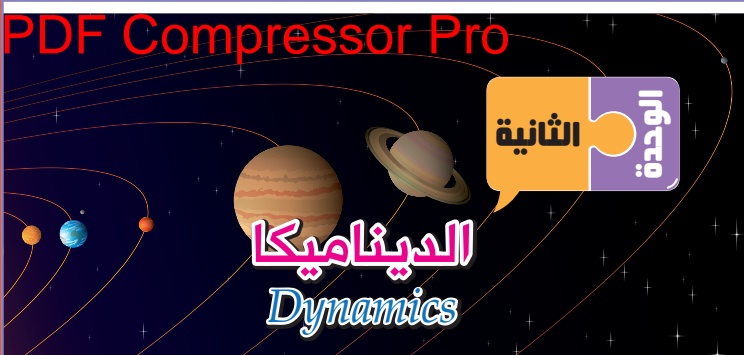 PDF Compressor Pro
الوحدة
الثانية
الديناميكا
Dynamics